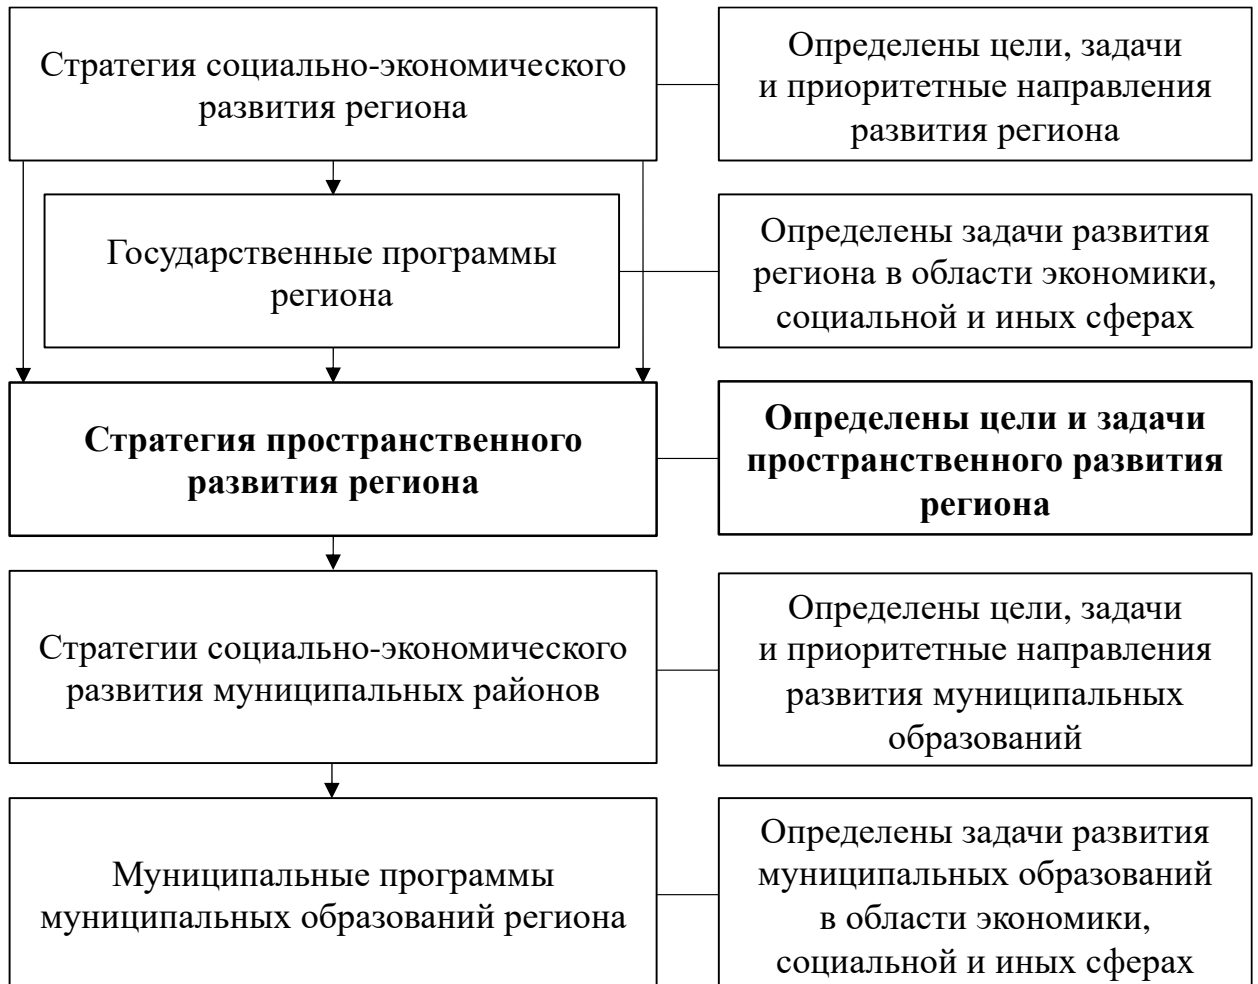 Стратегия социально-экономического
развития региона
Определены цели, задачи
и приоритетные направления
развития региона
Государственные программы
региона
Определены задачи развития
региона в области экономики,
социальной и иных сферах
Стратегия пространственного
развития региона
Определены цели и задачи
пространственного развития
региона
Стратегии социально-экономического
развития муниципальных районов
Определены цели, задачи
и приоритетные направления
развития муниципальных
образований
Муниципальные программы
муниципальных образований региона
Определены задачи развития
муниципальных образований
в области экономики,
социальной и иных сферах